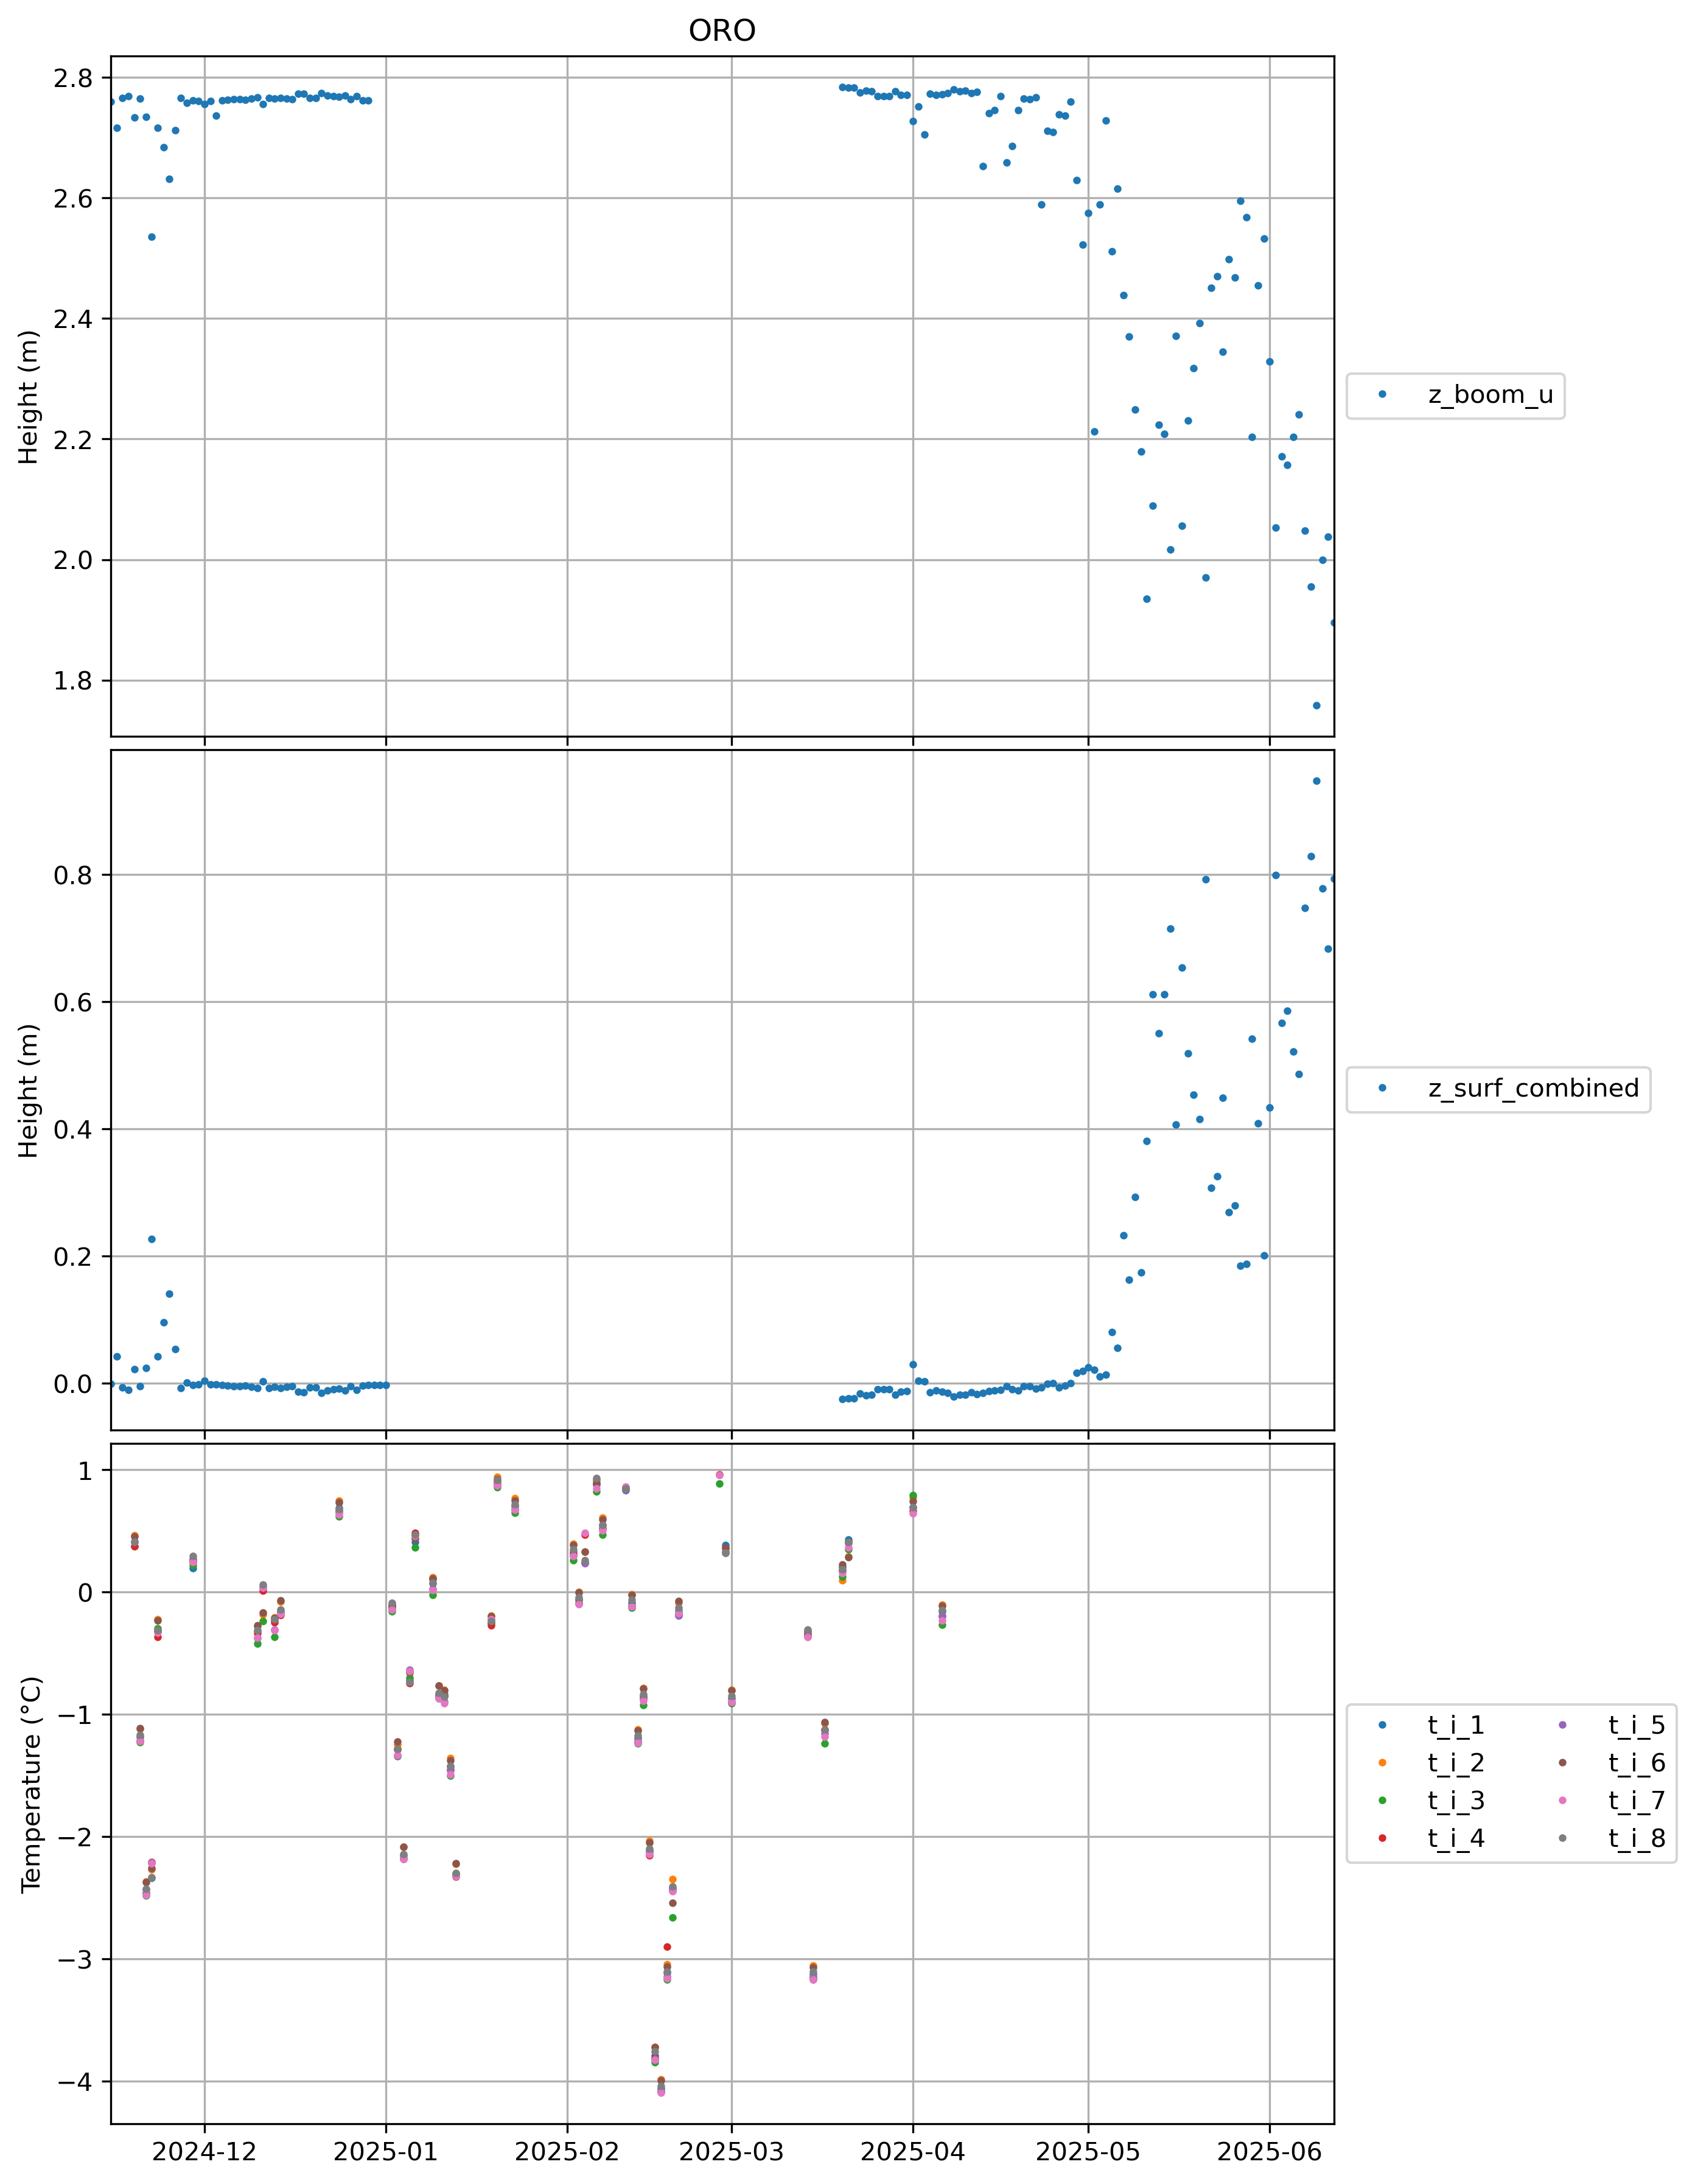 ORO
2.8
2.6
2.4
2.2
2.0
1.8
Height (m)
z_boom_u
0.8
0.6
0.4
0.2
0.0
Height (m)
z_surf_combined
1
0
−1
−2
−3
−4
Temperature (°C)
t_i_1 t_i_5
t_i_2 t_i_6
t_i_3 t_i_7
t_i_4 t_i_8
2024-12 2025-01 2025-02 2025-03 2025-04 2025-05 2025-06